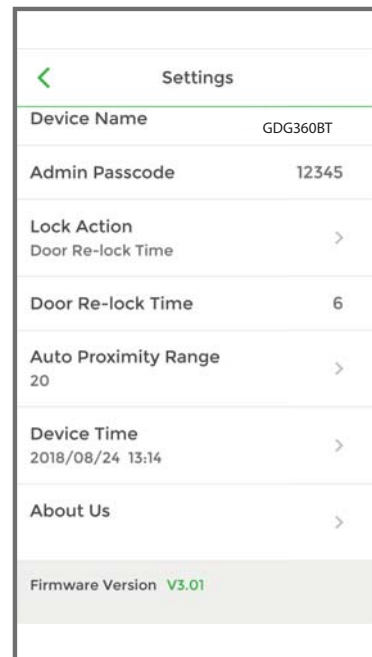 Settings
Device Name GDG360BT
Admin Passcode 12345
Lock Action
Door Re-lock Time
Door Re-lock Time 6
Auto Proximity Range
20
Device Time
2018/08/24 13:14
About Us
Firmware Version V3.01